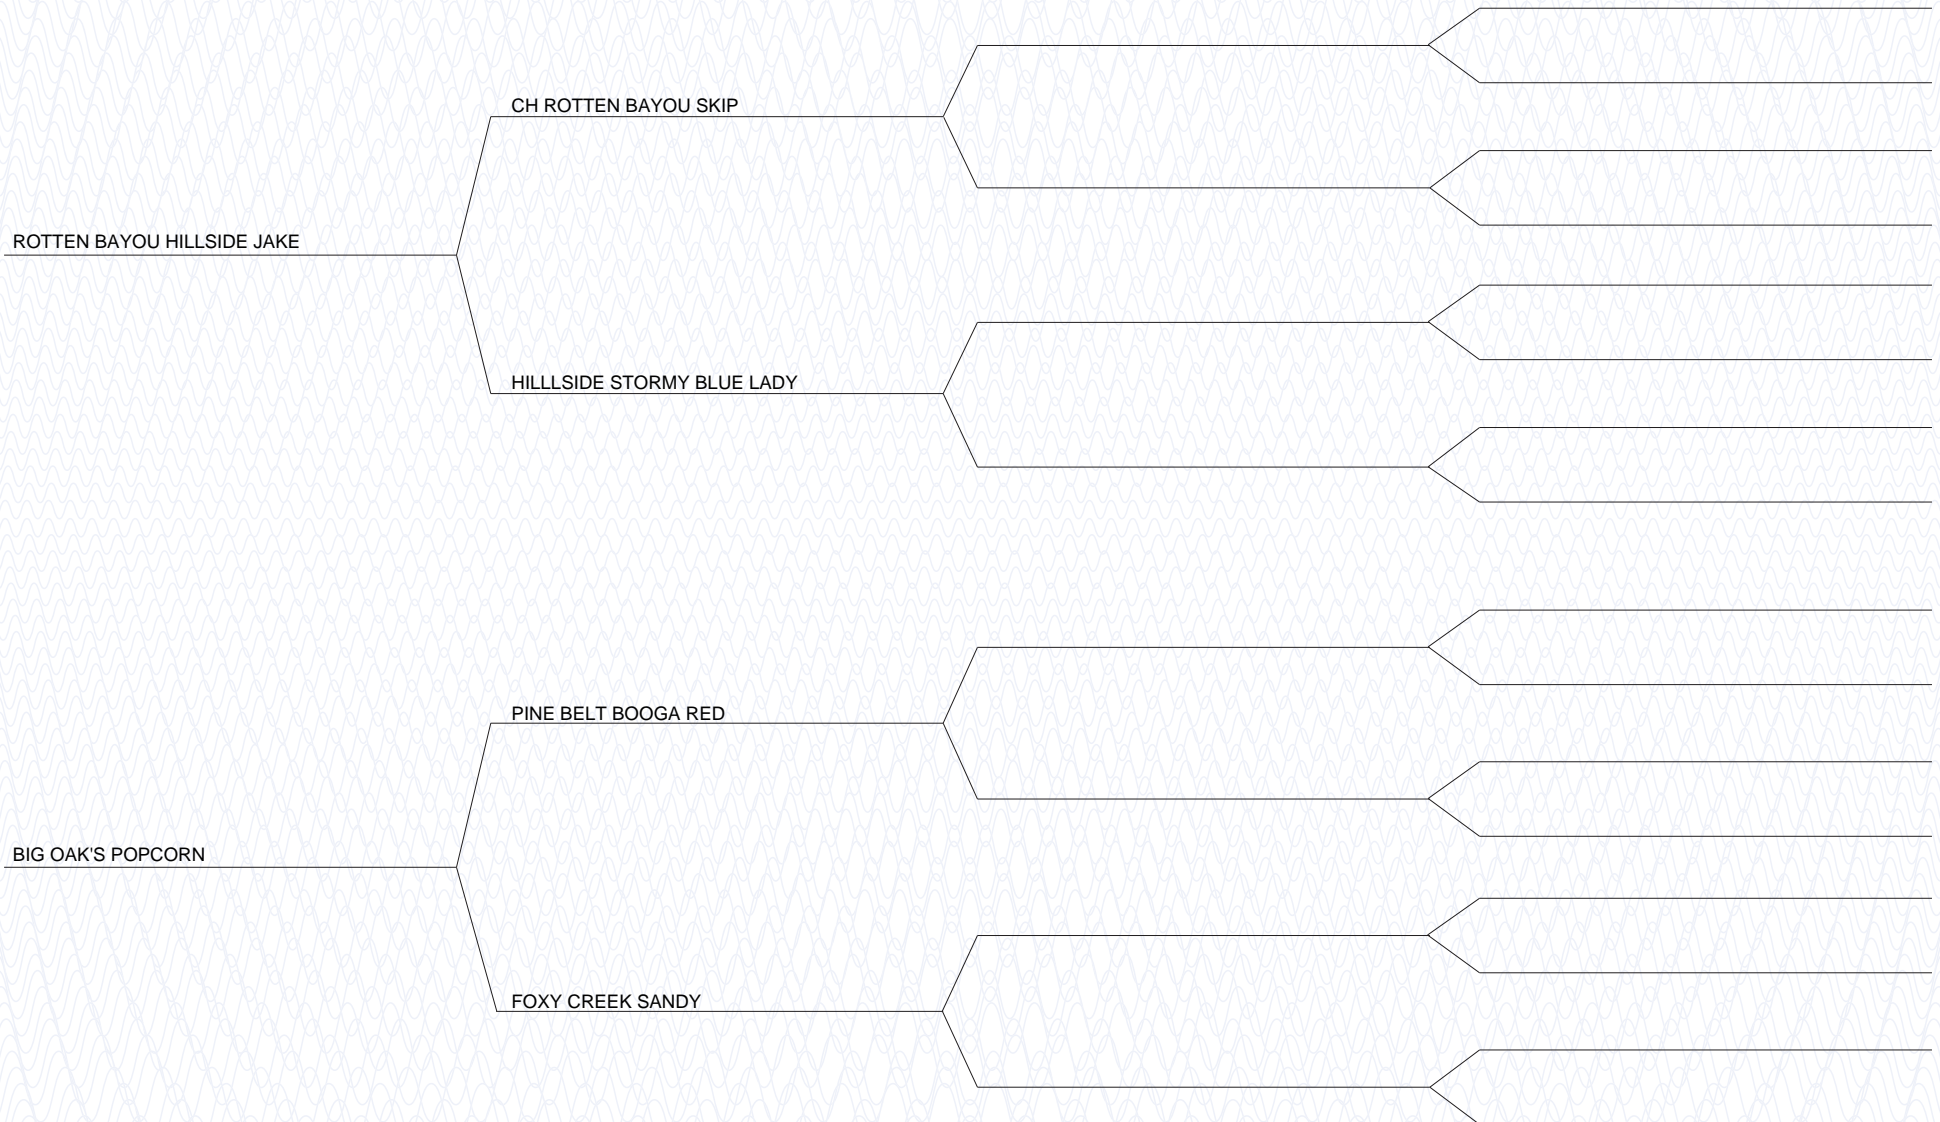 CH ROTTEN BAYOU SKIP
ROTTEN BAYOU HILLSIDE JAKE
HILLLSIDE STORMY BLUE LADY
PINE BELT BOOGA RED
BIG OAK'S POPCORN
FOXY CREEK SANDY